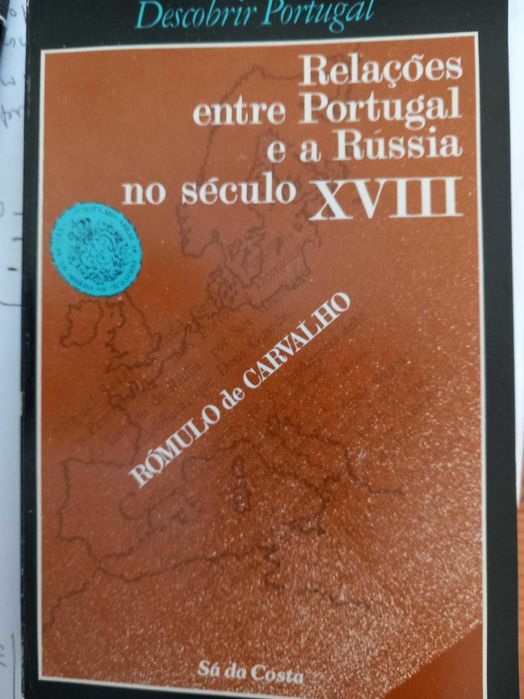 Descobrir Portugal
Relações
entre Portugal
e a Rússia
no século XVIII
RÓMULO de CARVALHO
Sá da Costa